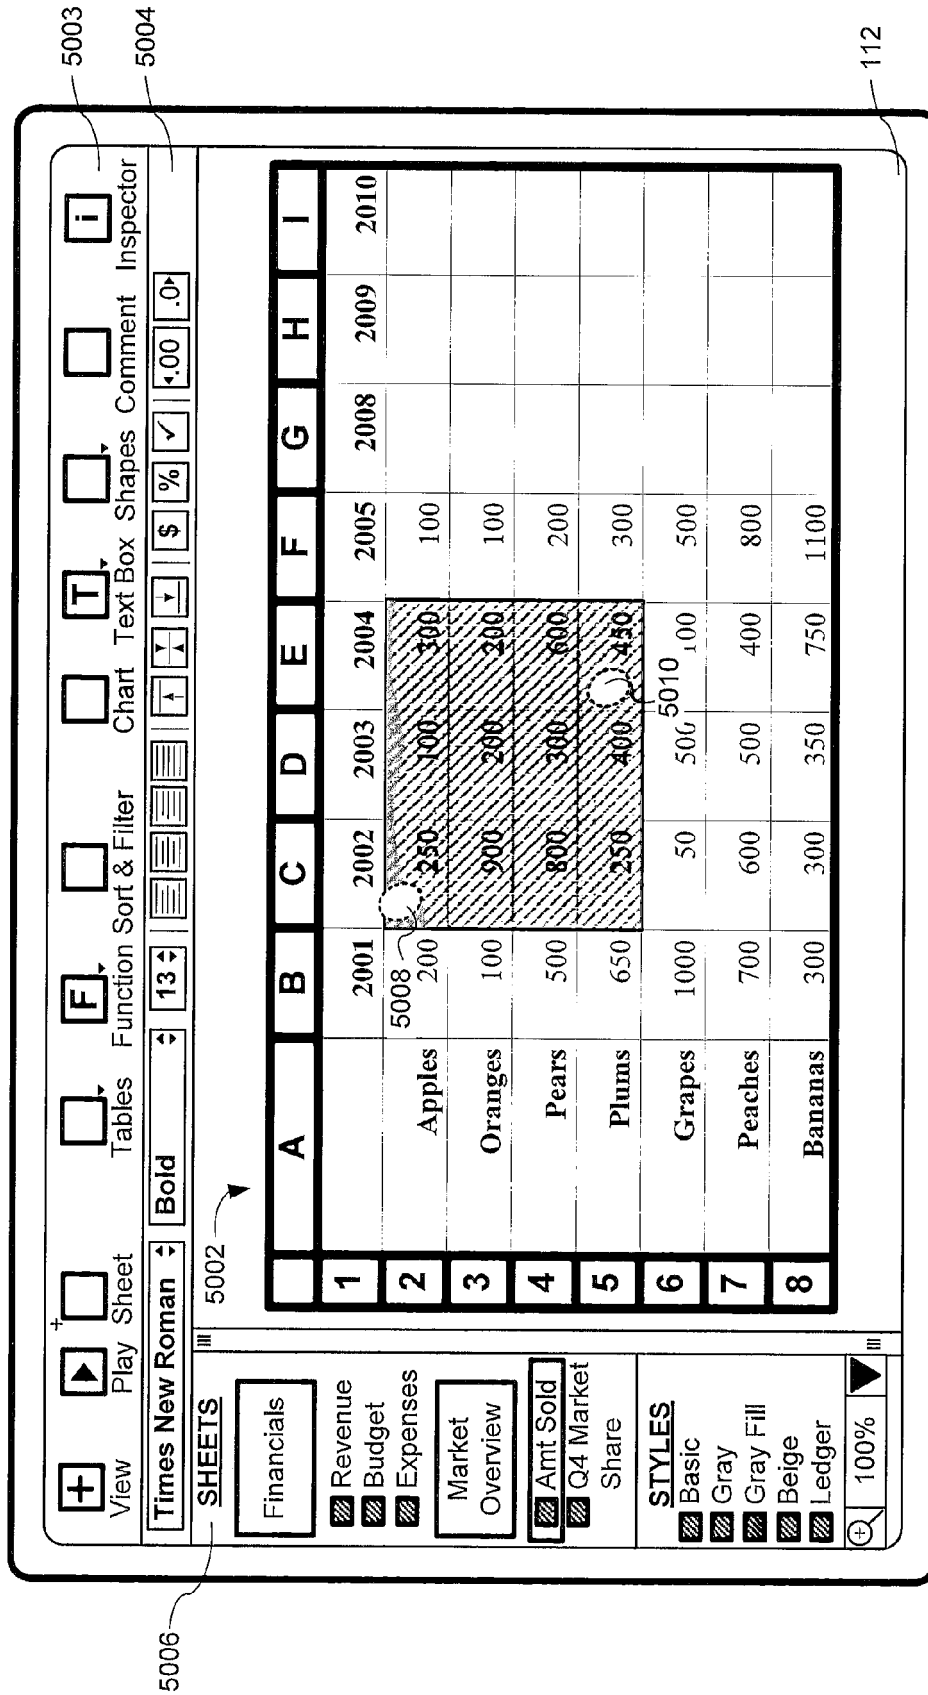 5003
5004
View Play Sheet Tables Function Sort & Filter Chart Text Box Shapes Comment Inspector
+ F T i
+
Times New Roman Bold 13 $ % ✓ .00 .0
5006
SHEETS
Financials
Revenue
Budget
Expenses
Market
Overview
Amt Sold
Q4 Market
Share
STYLES
Basic
Gray
Gray Fill
Beige
Ledger
100%
5002
A B C D E F G H I
1 2001 2002 2003 2004 2005 2008 2009 2010
2 Apples 200 250 100 300 100
5008
3 Oranges 100 900 200 200 100
4 Pears 500 800 300 600 200
5 Plums 650 250 400 450 300
5010
6 Grapes 1000 50 500 100 500
7 Peaches 700 600 500 400 800
8 Bananas 300 300 350 750 1100
112